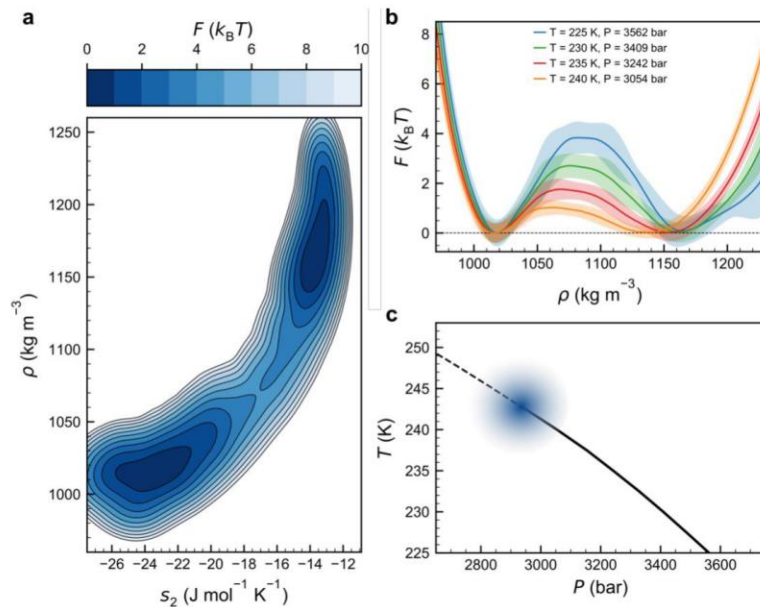 a
F (k_BT)
0 2 4 6 8 10
1250
1200
1150
1100
1050
1000
ρ (kg m⁻³)
−26 −24 −22 −20 −18 −16 −14 −12
s₂ (J mol⁻¹ K⁻¹)
b
T = 225 K, P = 3562 bar
T = 230 K, P = 3409 bar
T = 235 K, P = 3242 bar
T = 240 K, P = 3054 bar
8
6
4
2
0
F (k_BT)
1000 1050 1100 1150 1200
ρ (kg m⁻³)
c
250
245
240
235
230
225
T (K)
2800 3000 3200 3400 3600
P (bar)